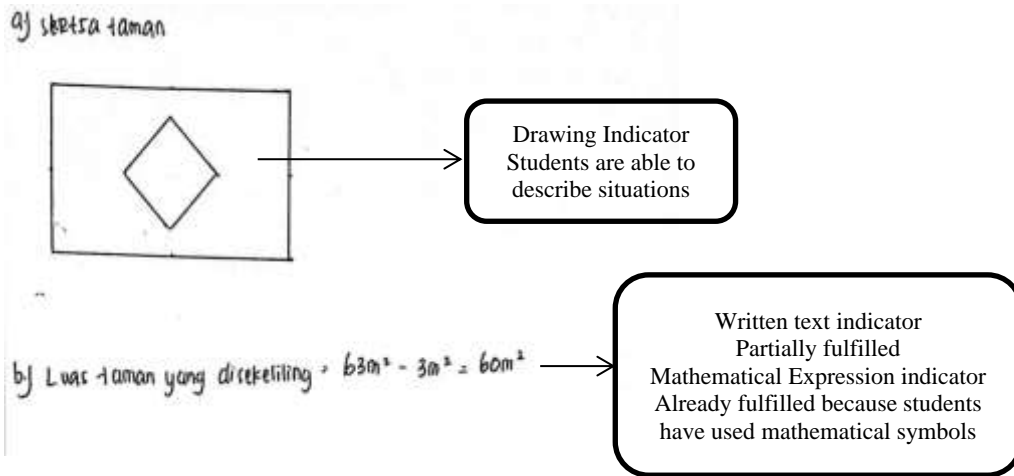 a) sketsa taman
Drawing Indicator
Students are able to
describe situations
Written text indicator
Partially fulfilled
Mathematical Expression indicator
Already fulfilled because students
have used mathematical symbols
b) Luas taman yang disekeliling = 63m² - 3m² = 60m²